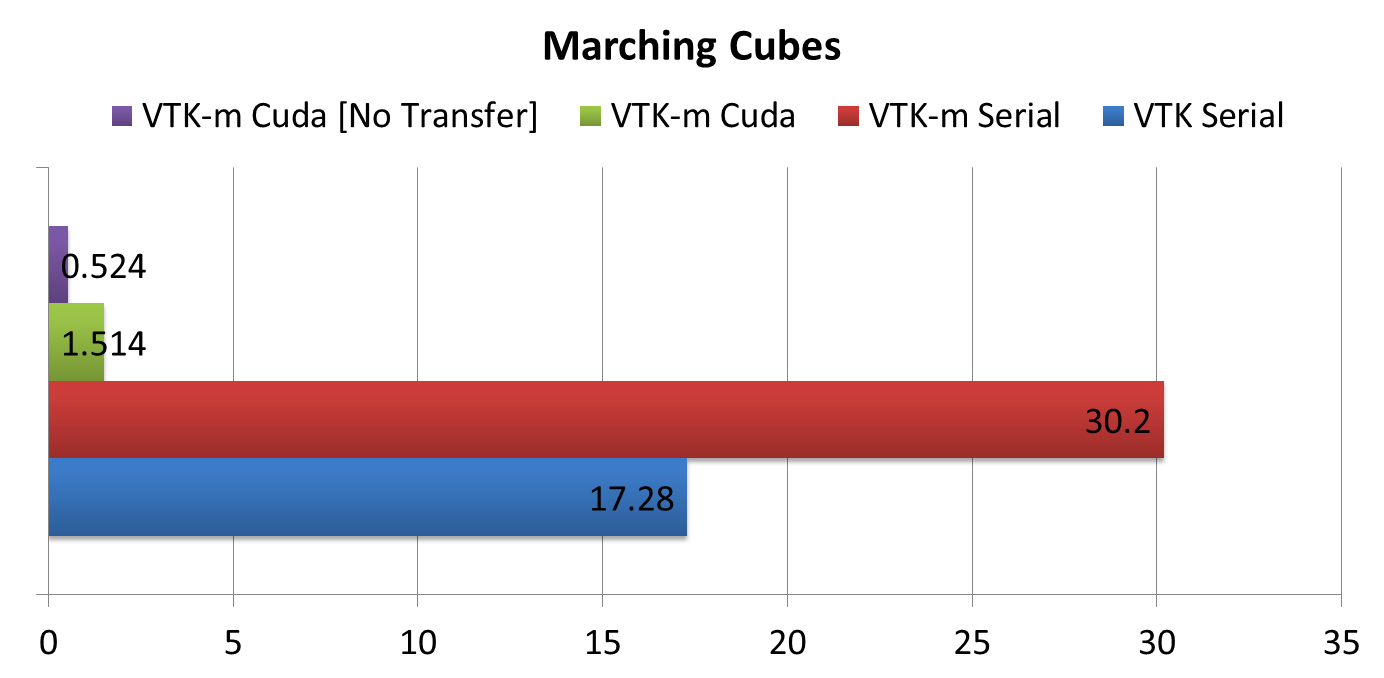 Marching Cubes
VTK-m Cuda [No Transfer] VTK-m Cuda VTK-m Serial VTK Serial
0.524
1.514
30.2
17.28
0 5 10 15 20 25 30 35